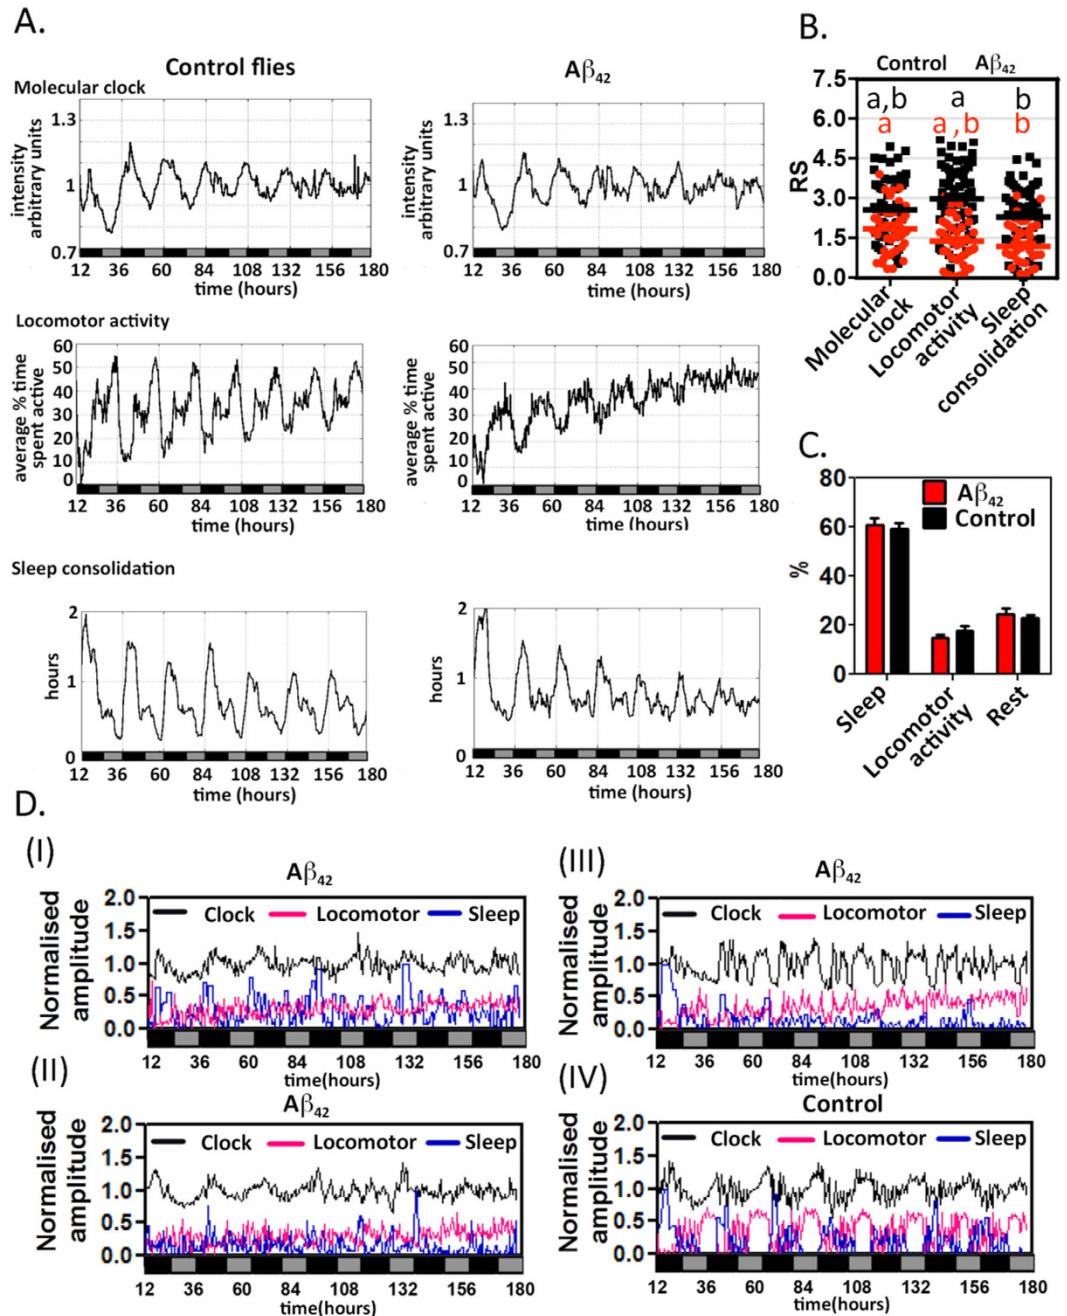 A.
Control flies
Aβ42
Molecular clock
intensity
arbitrary units
1.3
1
0.7
12 36 60 84 108 132 156 180
time (hours)
intensity
arbitrary units
1.3
1
0.7
12 36 60 84 108 132 156 180
time (hours)
Locomotor activity
average % time
spent active
60
50
40
30
20
10
0
12 36 60 84 108 132 156 180
time (hours)
average % time
spent active
60
50
40
30
20
10
0
12 36 60 84 108 132 156 180
time (hours)
Sleep consolidation
hours
2
1
0
12 36 60 84 108 132 156 180
time (hours)
hours
2
1
0
12 36 60 84 108 132 156 180
time (hours)
B.
Control Aβ42
RS
7.5
6.0
4.5
3.0
1.5
0.0
a,b a b
a a,b b
Molecular
clock
Locomotor
activity
Sleep
consolidation
C.
%
80
60
40
20
0
Aβ42
Control
Sleep
Locomotor
activity
Rest
D.
(I)
Aβ42
Normalised
amplitude
2.0
1.5
1.0
0.5
0.0
Clock Locomotor Sleep
12 36 60 84 108 132 156 180
time(hours)
(II)
Aβ42
Normalised
amplitude
2.0
1.5
1.0
0.5
0.0
Clock Locomotor Sleep
12 36 60 84 108 132 156 180
time(hours)
(III)
Aβ42
Normalised
amplitude
2.0
1.5
1.0
0.5
0.0
Clock Locomotor Sleep
12 36 60 84 108 132 156 180
time(hours)
(IV)
Control
Normalised
amplitude
2.0
1.5
1.0
0.5
0.0
Clock Locomotor Sleep
12 36 60 84 108 132 156 180
time(hours)